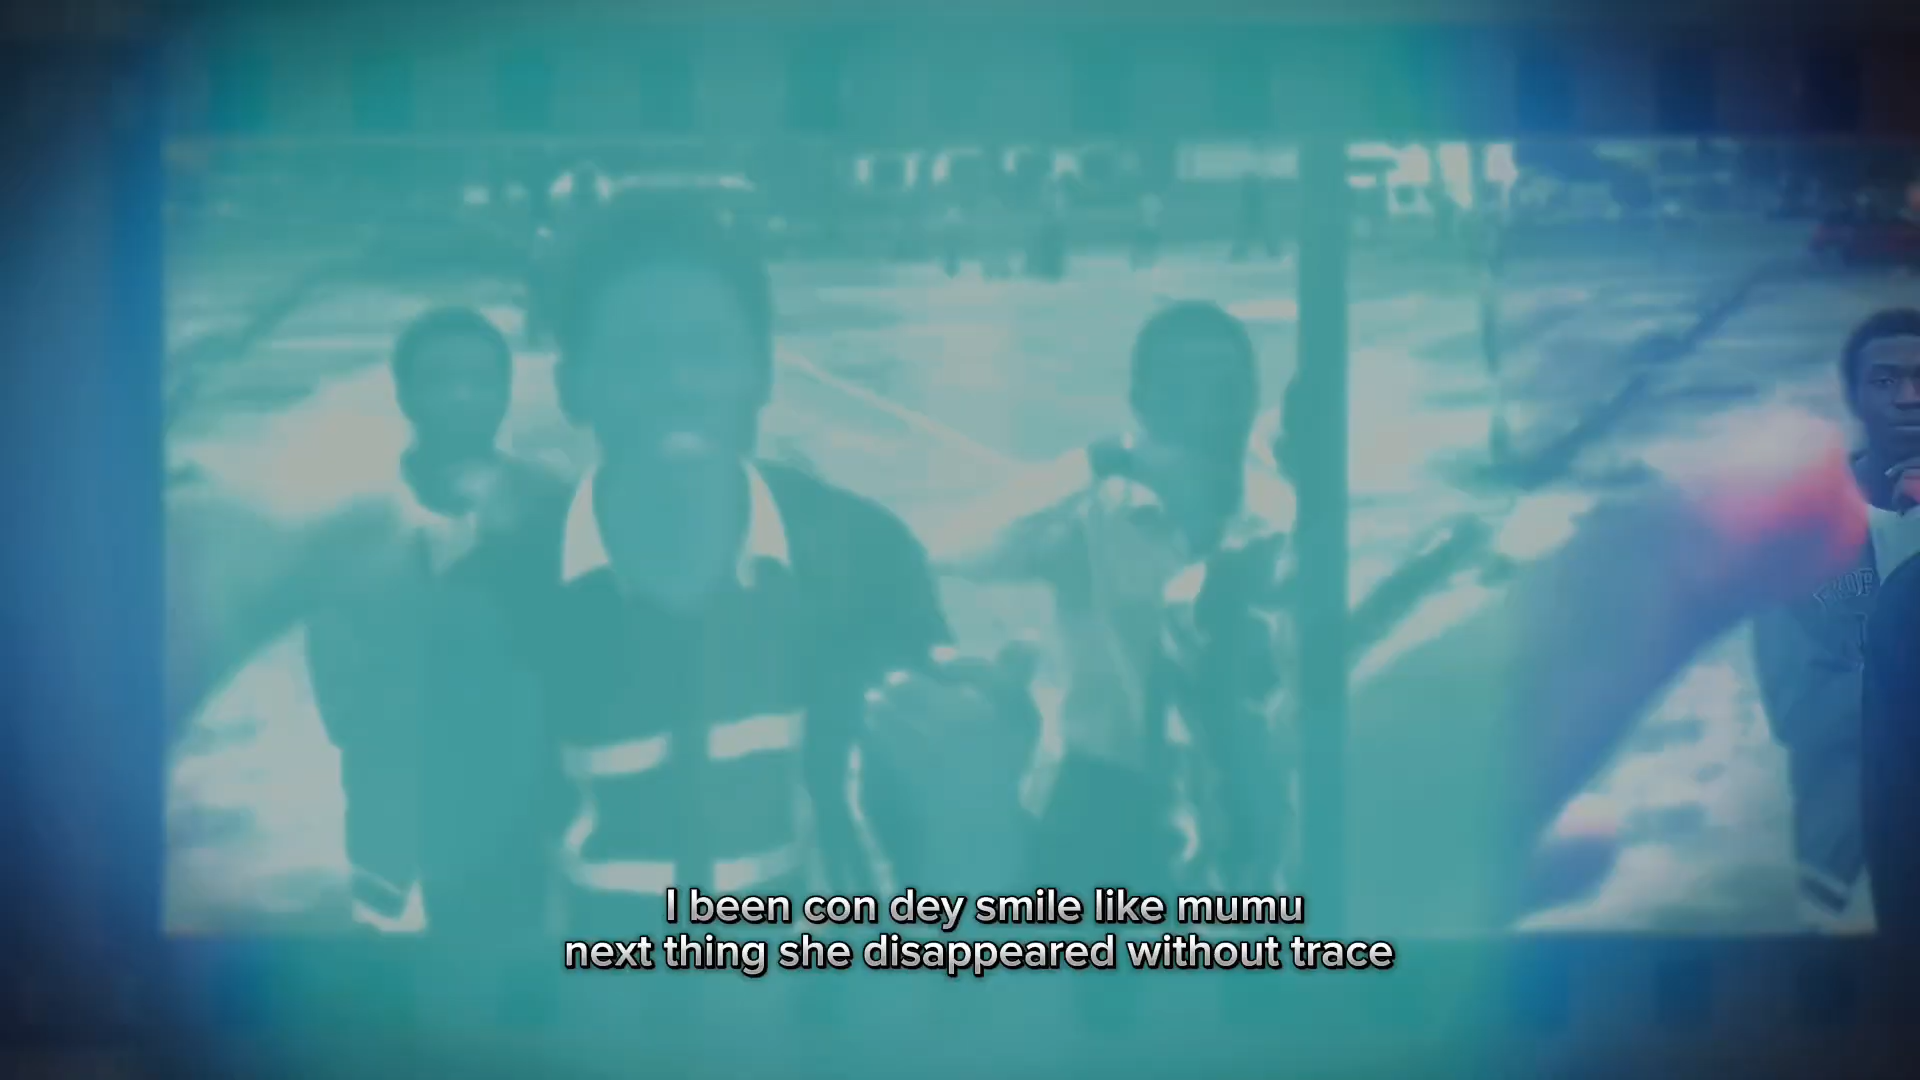 I been con dey smile like mumu
next thing she disappeared without trace